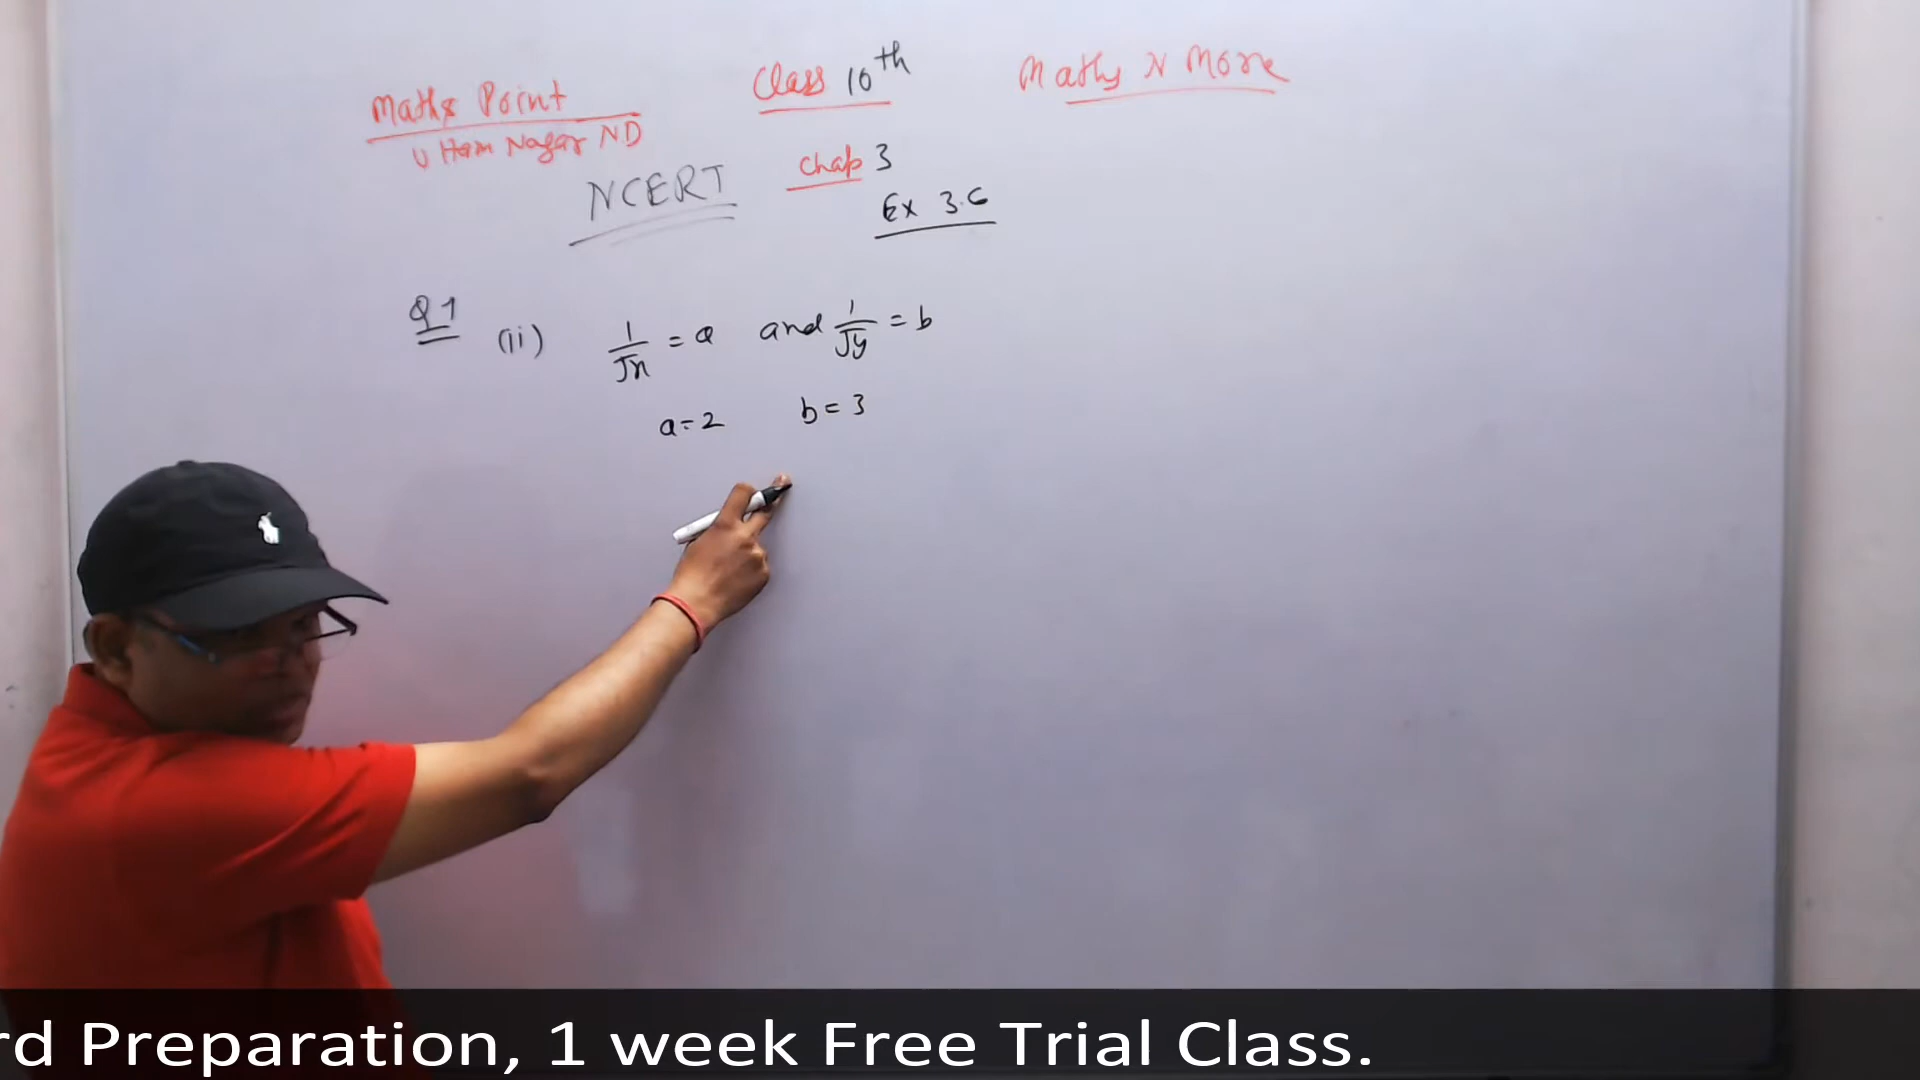 Maths Point Class 10th Maths N More
Nagar ND
NCERT Chap 3
Ex 3.6
Q1 (ii) 1/√x = a and 1/√y = b
a=2 b=3
rd Preparation, 1 week Free Trial Class.